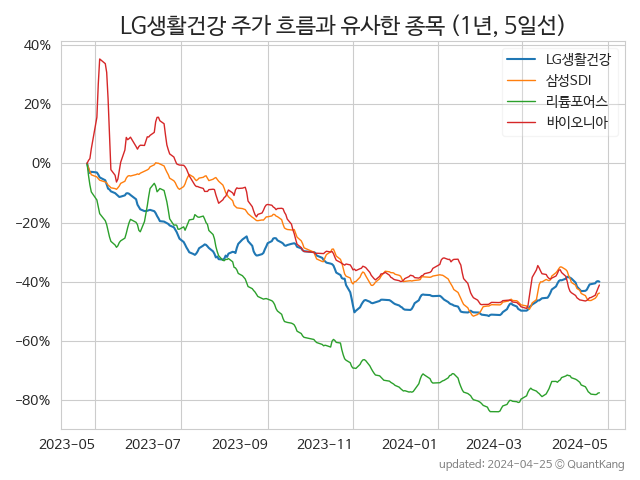 LG생활건강 주가 흐름과 유사한 종목 (1년, 5일선)
LG생활건강
삼성SDI
리튬포어스
바이오니아
40%
20%
0%
−20%
−40%
−60%
−80%
2023-05 2023-07 2023-09 2023-11 2024-01 2024-03 2024-05
updated: 2024-04-25 © QuantKang